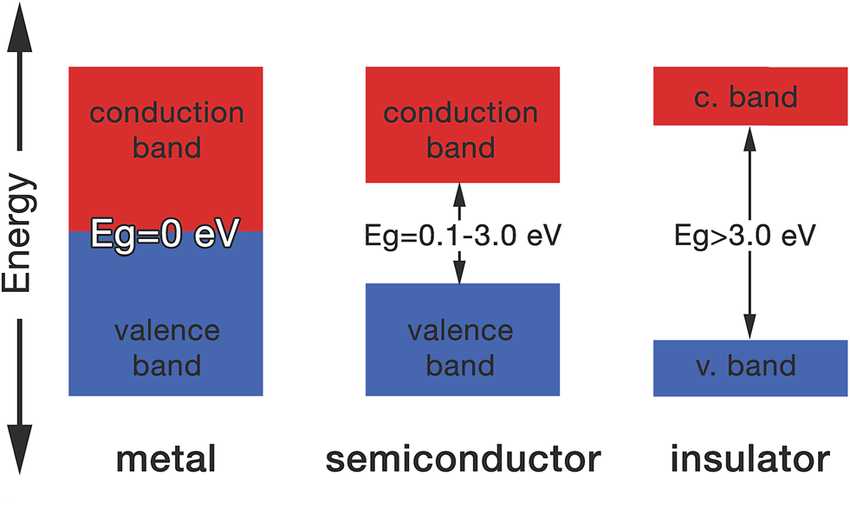 Energy
conduction
band
Eg=0 eV
valence
band
metal
conduction
band
Eg=0.1-3.0 eV
valence
band
semiconductor
c. band
Eg>3.0 eV
v. band
insulator